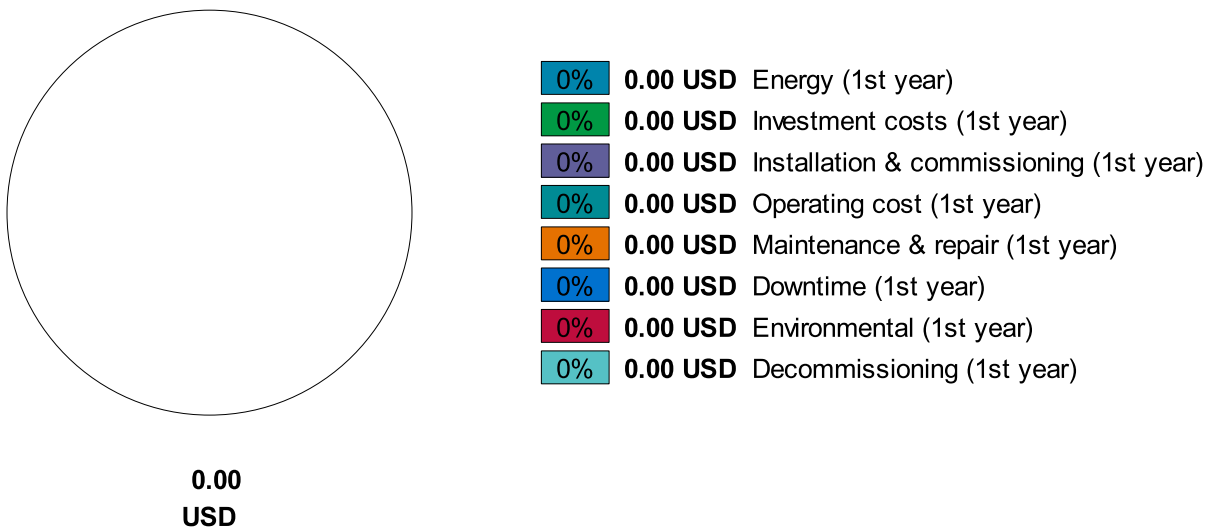 0% 0.00 USD Energy (1st year)
0% 0.00 USD Investment costs (1st year)
0% 0.00 USD Installation & commissioning (1st year)
0% 0.00 USD Operating cost (1st year)
0% 0.00 USD Maintenance & repair (1st year)
0% 0.00 USD Downtime (1st year)
0% 0.00 USD Environmental (1st year)
0% 0.00 USD Decommissioning (1st year)
0.00
USD